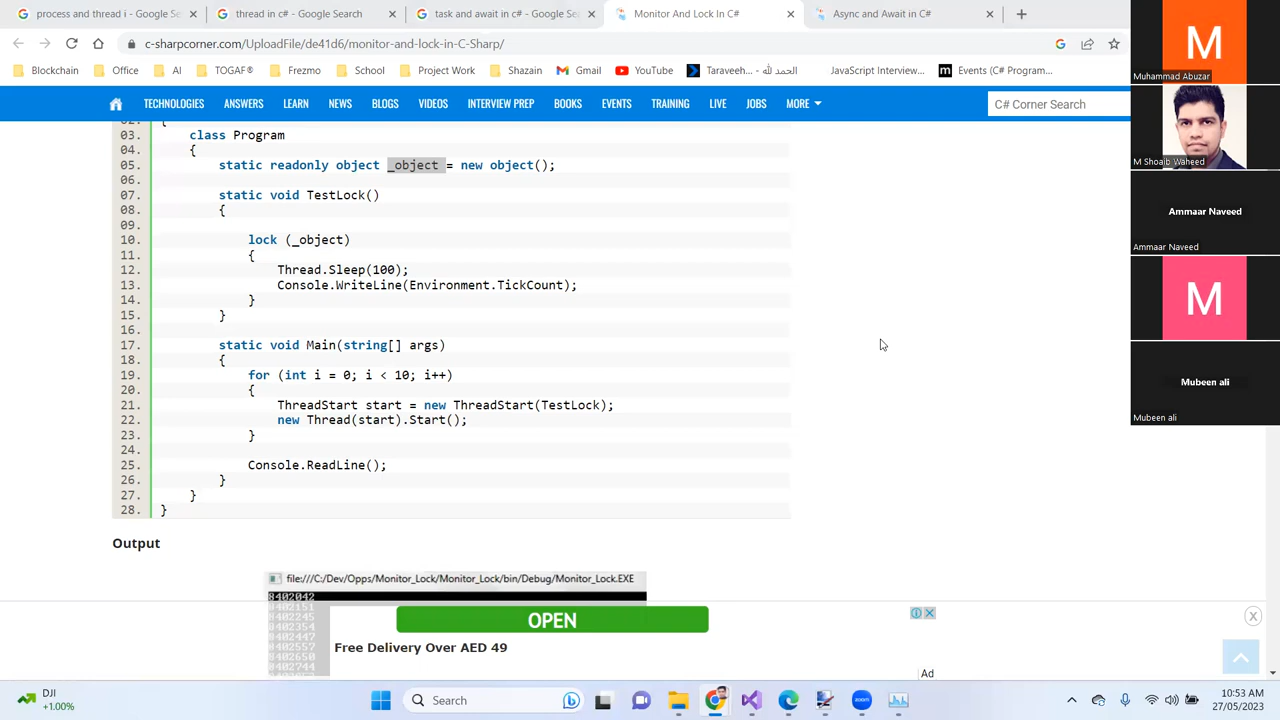 process and thread i - Google Se
thread in c# - Google Search
task and await in c# - Google Se
Monitor And Lock In C#
Async and Await in C#
c-sharpcorner.com/UploadFile/de41d6/monitor-and-lock-in-C-Sharp/
Blockchain
Office
AI
TOGAF®
Frezmo
School
Project Work
Shazain
Gmail
YouTube
Taraveeh... الحمد لله
JavaScript Interview...
Events (C# Program...
TECHNOLOGIES
ANSWERS
LEARN
NEWS
BLOGS
VIDEOS
INTERVIEW PREP
BOOKS
EVENTS
TRAINING
LIVE
JOBS
MORE
C# Corner Search
02. {
03. class Program
04. {
05. static readonly object _object = new object();
06.
07. static void TestLock()
08. {
09.
10. lock (_object)
11. {
12. Thread.Sleep(100);
13. Console.WriteLine(Environment.TickCount);
14. }
15. }
16.
17. static void Main(string[] args)
18. {
19. for (int i = 0; i < 10; i++)
20. {
21. ThreadStart start = new ThreadStart(TestLock);
22. new Thread(start).Start();
23. }
24.
25. Console.ReadLine();
26. }
27. }
28. }
Output
file:///C:/Dev/Opps/Monitor_Lock/Monitor_Lock/bin/Debug/Monitor_Lock.EXE
8402042
8402151
8402245
8402354
8402447
8402557
8402650
8402744
OPEN
Free Delivery Over AED 49
Ad
M
Muhammad Abuzar
M Shoaib Waheed
Ammaar Naveed
Ammaar Naveed
M
Mubeen ali
Mubeen ali
DJI
+1.00%
Search
10:53 AM
27/05/2023